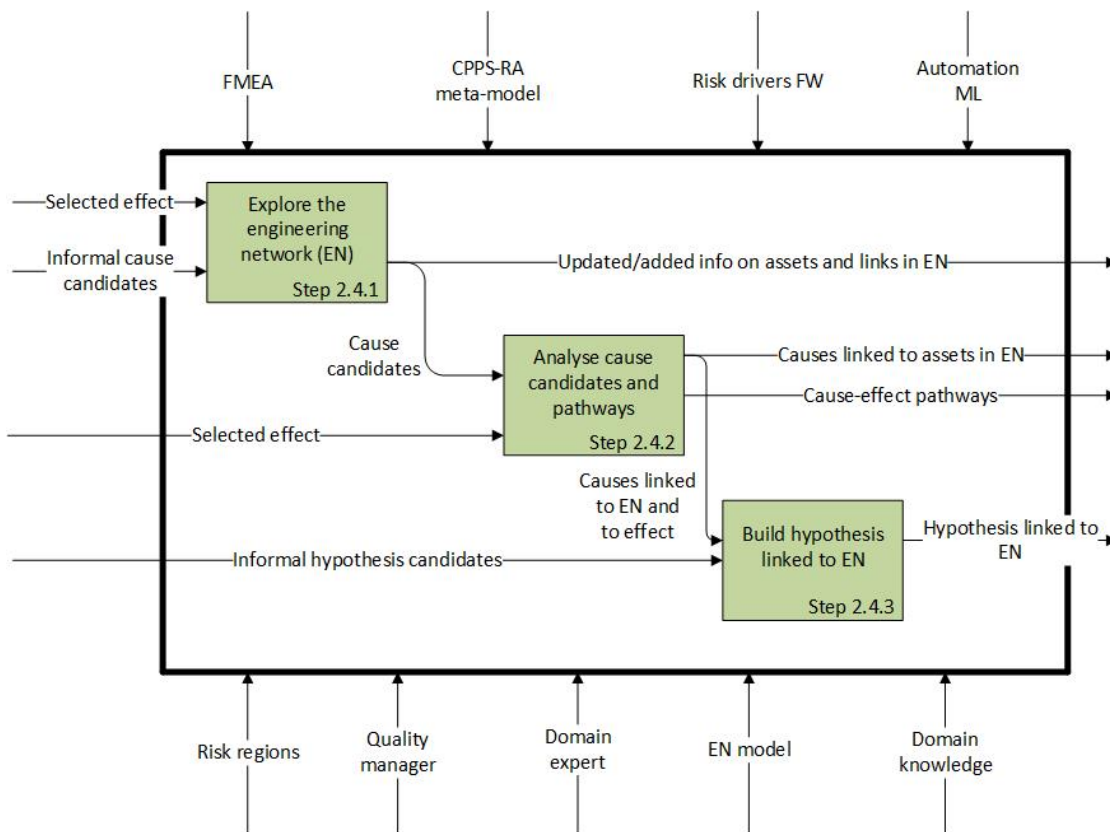 FMEA
CPPS-RA
meta-model
Risk drivers FW
Automation
ML
Selected effect
Informal cause
candidates
Explore the
engineering
network (EN)
Step 2.4.1
Updated/added info on assets and links in EN
Cause
candidates
Analyse cause
candidates and
pathways
Step 2.4.2
Causes linked to assets in EN
Cause-effect pathways
Selected effect
Causes linked
to EN and
to effect
Informal hypothesis candidates
Build hypothesis
linked to EN
Step 2.4.3
Hypothesis linked to
EN
Risk regions
Quality
manager
Domain
expert
EN model
Domain
knowledge